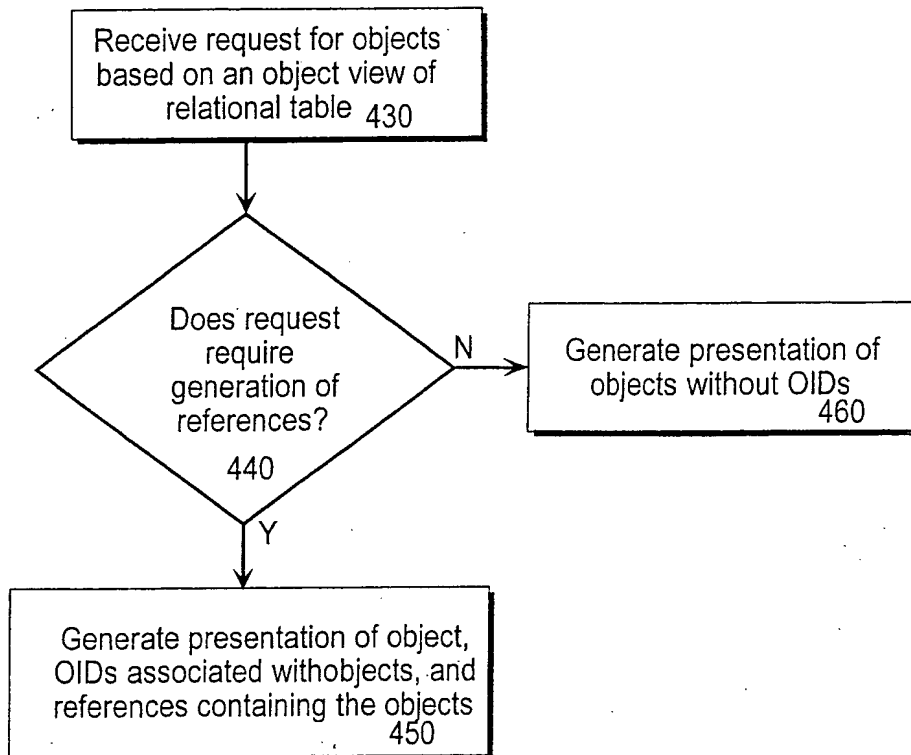 Receive request for objects
based on an object view of
relational table 430
Does request
require
generation of
references?
440
N
Generate presentation of
objects without OIDs
460
Y
Generate presentation of object,
OIDs associated withobjects, and
references containing the objects
450